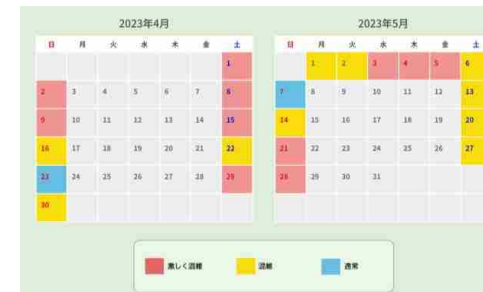 2023年4月
日 月 火 水 木 金 土
1
2 3 4 5 6 7 8
9 10 11 12 13 14 15
16 17 18 19 20 21 22
23 24 25 26 27 28 29
30
2023年5月
日 月 火 水 木 金 土
1 2 3 4 5 6
7 8 9 10 11 12 13
14 15 16 17 18 19 20
21 22 23 24 25 26 27
28 29 30 31
激しく混雑 混雑 通常